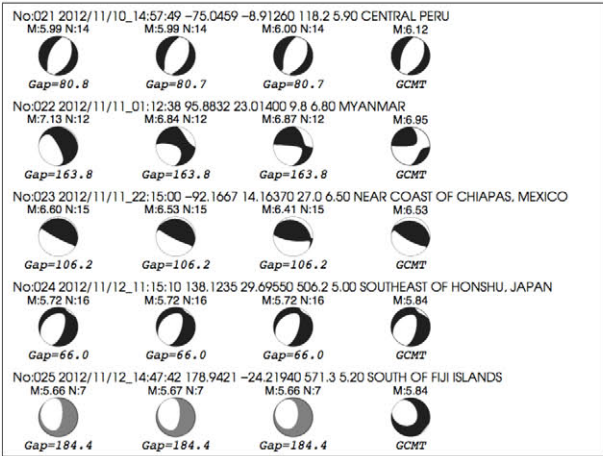 No:021 2012/11/10_14:57:49 −75.0459 −8.91260 118.2 5.90 CENTRAL PERU
M:5.99 N:14 M:5.99 N:14 M:6.00 N:14 M:6.12
Gap=80.8 Gap=80.7 Gap=80.7 GCMT
No:022 2012/11/11_01:12:38 95.8832 23.01400 9.8 6.80 MYANMAR
M:7.13 N:12 M:6.84 N:12 M:6.87 N:12 M:6.95
Gap=163.8 Gap=163.8 Gap=163.8 GCMT
No:023 2012/11/11_22:15:00 −92.1667 14.16370 27.0 6.50 NEAR COAST OF CHIAPAS, MEXICO
M:6.60 N:15 M:6.53 N:15 M:6.41 N:15 M:6.53
Gap=106.2 Gap=106.2 Gap=106.2 GCMT
No:024 2012/11/12_11:15:10 138.1235 29.69550 506.2 5.00 SOUTHEAST OF HONSHU, JAPAN
M:5.72 N:16 M:5.72 N:16 M:5.72 N:16 M:5.84
Gap=66.0 Gap=66.0 Gap=66.0 GCMT
No:025 2012/11/12_14:47:42 178.9421 −24.21940 571.3 5.20 SOUTH OF FIJI ISLANDS
M:5.66 N:7 M:5.67 N:7 M:5.66 N:7 M:5.84
Gap=184.4 Gap=184.4 Gap=184.4 GCMT